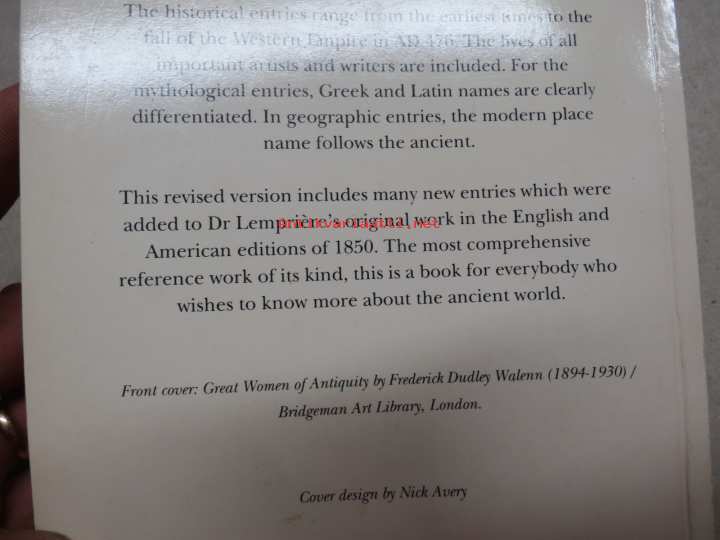 The historical entries range from the earliest times to the
fall of the Western Empire in AD 476. The lives of all
important artists and writers are included. For the
mythological entries, Greek and Latin names are clearly
differentiated. In geographic entries, the modern place
name follows the ancient.
This revised version includes many new entries which were
added to Dr Lemprière's original work in the English and
American editions of 1850. The most comprehensive
reference work of its kind, this is a book for everybody who
wishes to know more about the ancient world.
Front cover: Great Women of Antiquity by Frederick Dudley Walenn (1894-1930) /
Bridgeman Art Library, London.
Cover design by Nick Avery